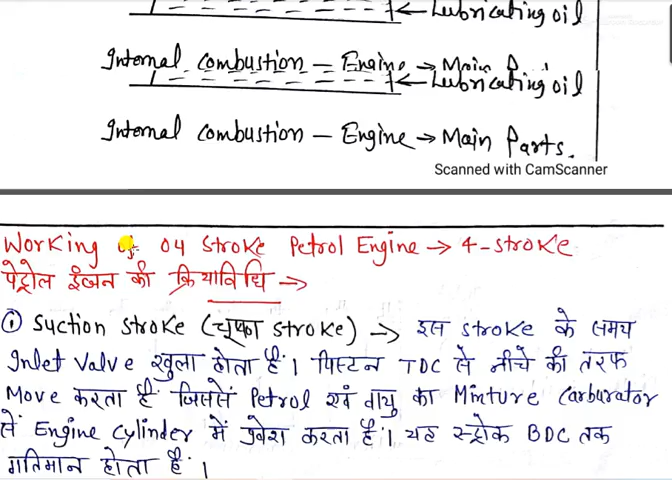 Lubricating oil
Internal combustion – Engine → Main
Lubricating oil
Internal combustion – Engine → Main Parts.
Scanned with CamScanner
Working of 04 Stroke Petrol Engine → 4-stroke
पेट्रोल इंजन की क्रियाविधि →
① Suction Stroke (चूषण Stroke) → इस Stroke के समय
Inlet Valve खुला होता है। पिस्टन TDC से नीचे की तरफ
Move करता है जिससे Petrol एवं वायु का Minture Carburator
से Engine Cylinder में प्रवेश करता है। यह स्ट्रोक BDC तक
गतिमान होता है।